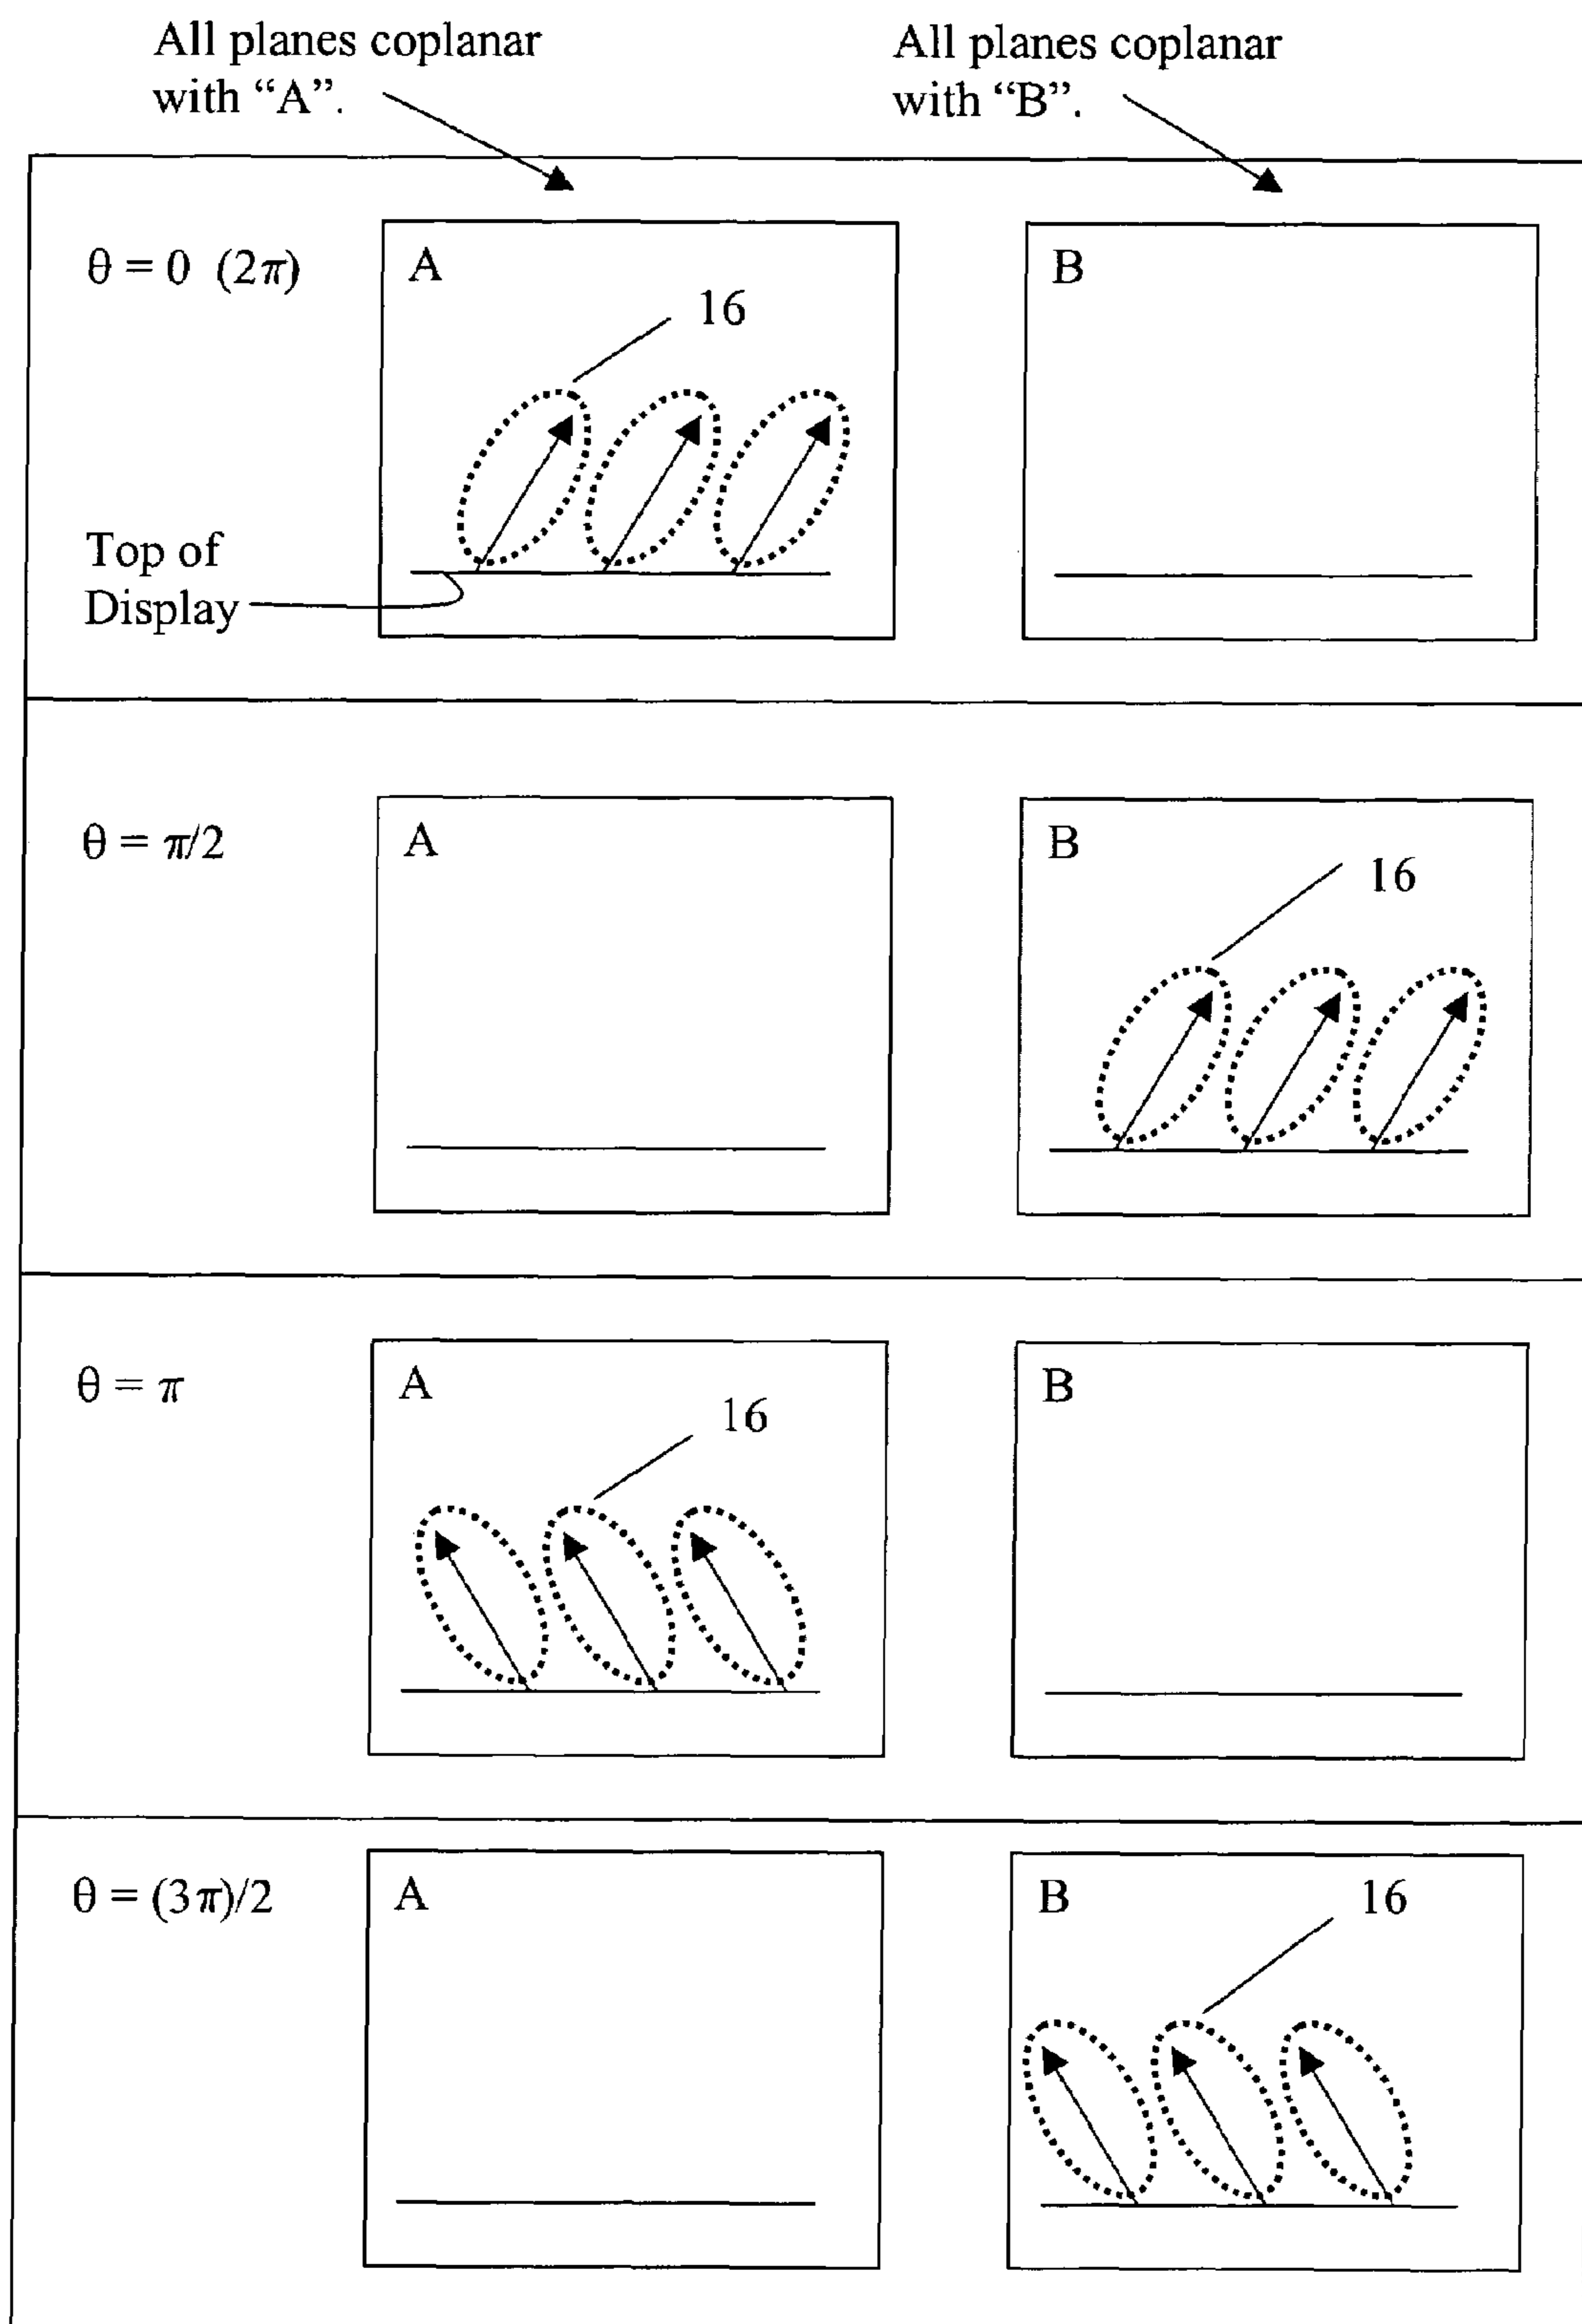 All planes coplanar
with “A”.
All planes coplanar
with “B”.
θ = 0 (2π)
A
16
B
Top of
Display
θ = π/2
A
B
16
θ = π
A
16
B
θ = (3π)/2
A
B
16